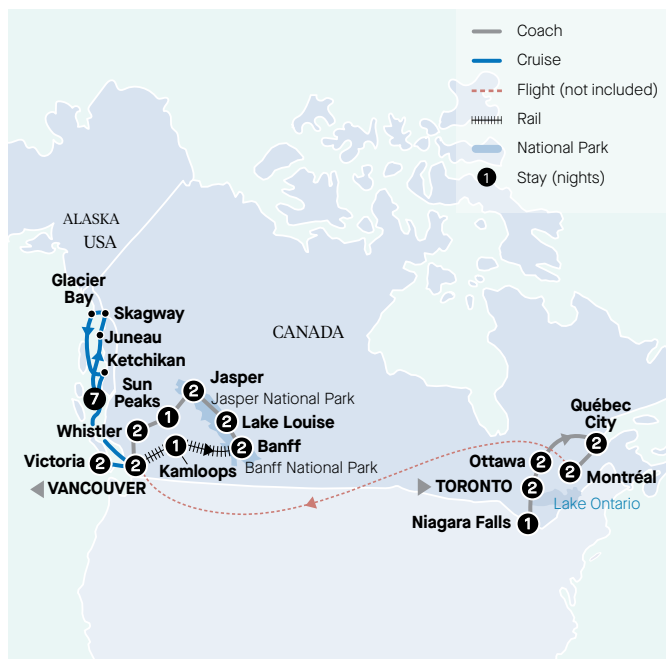 Coach
Cruise
Flight (not included)
Rail
National Park
1 Stay (nights)
ALASKA
USA
Glacier
Bay
Skagway
Juneau
Ketchikan
CANADA
7
Sun
Peaks
1
Jasper
2
Jasper National Park
Whistler 2
2 Lake Louise
1
Kamloops
2 Banff
Banff National Park
Victoria 2
2
VANCOUVER
Québec
City
2
Ottawa 2
2
Montréal
TORONTO 2
Lake Ontario
Niagara Falls 1